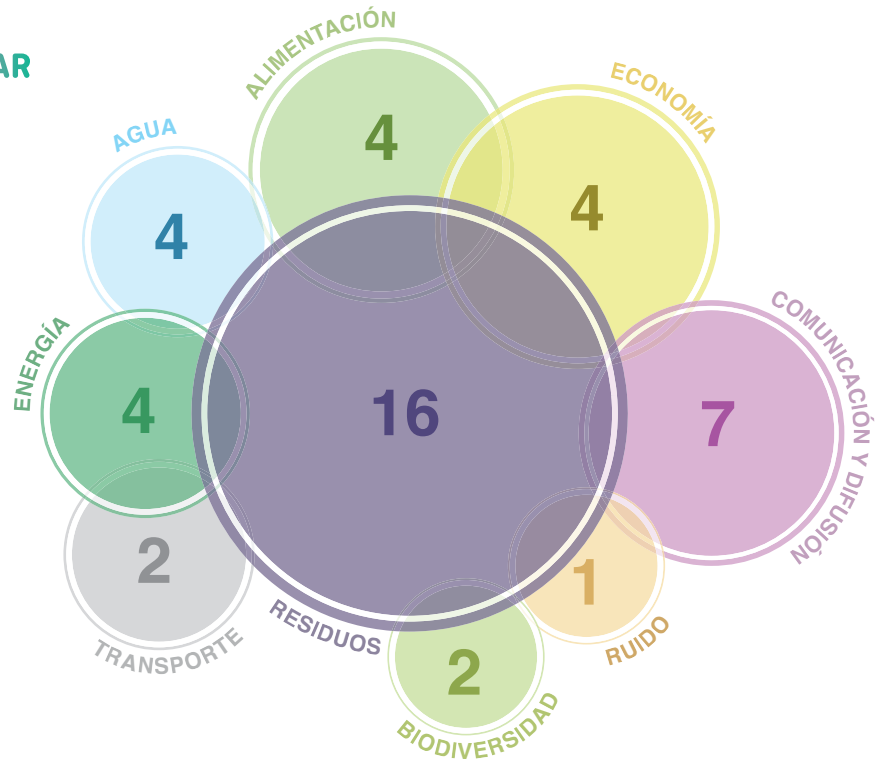 AR
ALIMENTACIÓN
4
ECONOMÍA
4
AGUA
4
ENERGÍA
4
RESIDUOS
16
COMUNICACIÓN Y DIFUSIÓN
7
TRANSPORTE
2
RUIDO
1
BIODIVERSIDAD
2